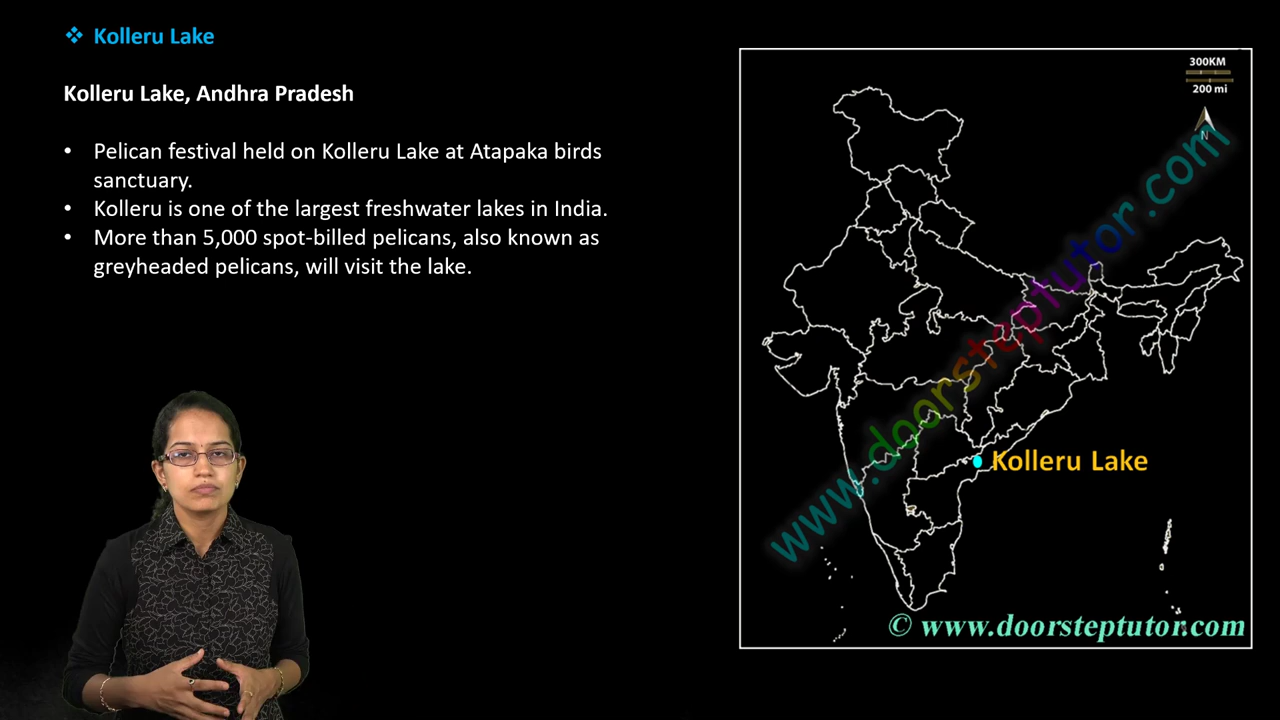 ❖ Kolleru Lake
Kolleru Lake, Andhra Pradesh
• Pelican festival held on Kolleru Lake at Atapaka birds
sanctuary.
• Kolleru is one of the largest freshwater lakes in India.
• More than 5,000 spot-billed pelicans, also known as
greyheaded pelicans, will visit the lake.
300KM
200 mi
N
www.doorsteptutor.com
Kolleru Lake
© www.doorsteptutor.com